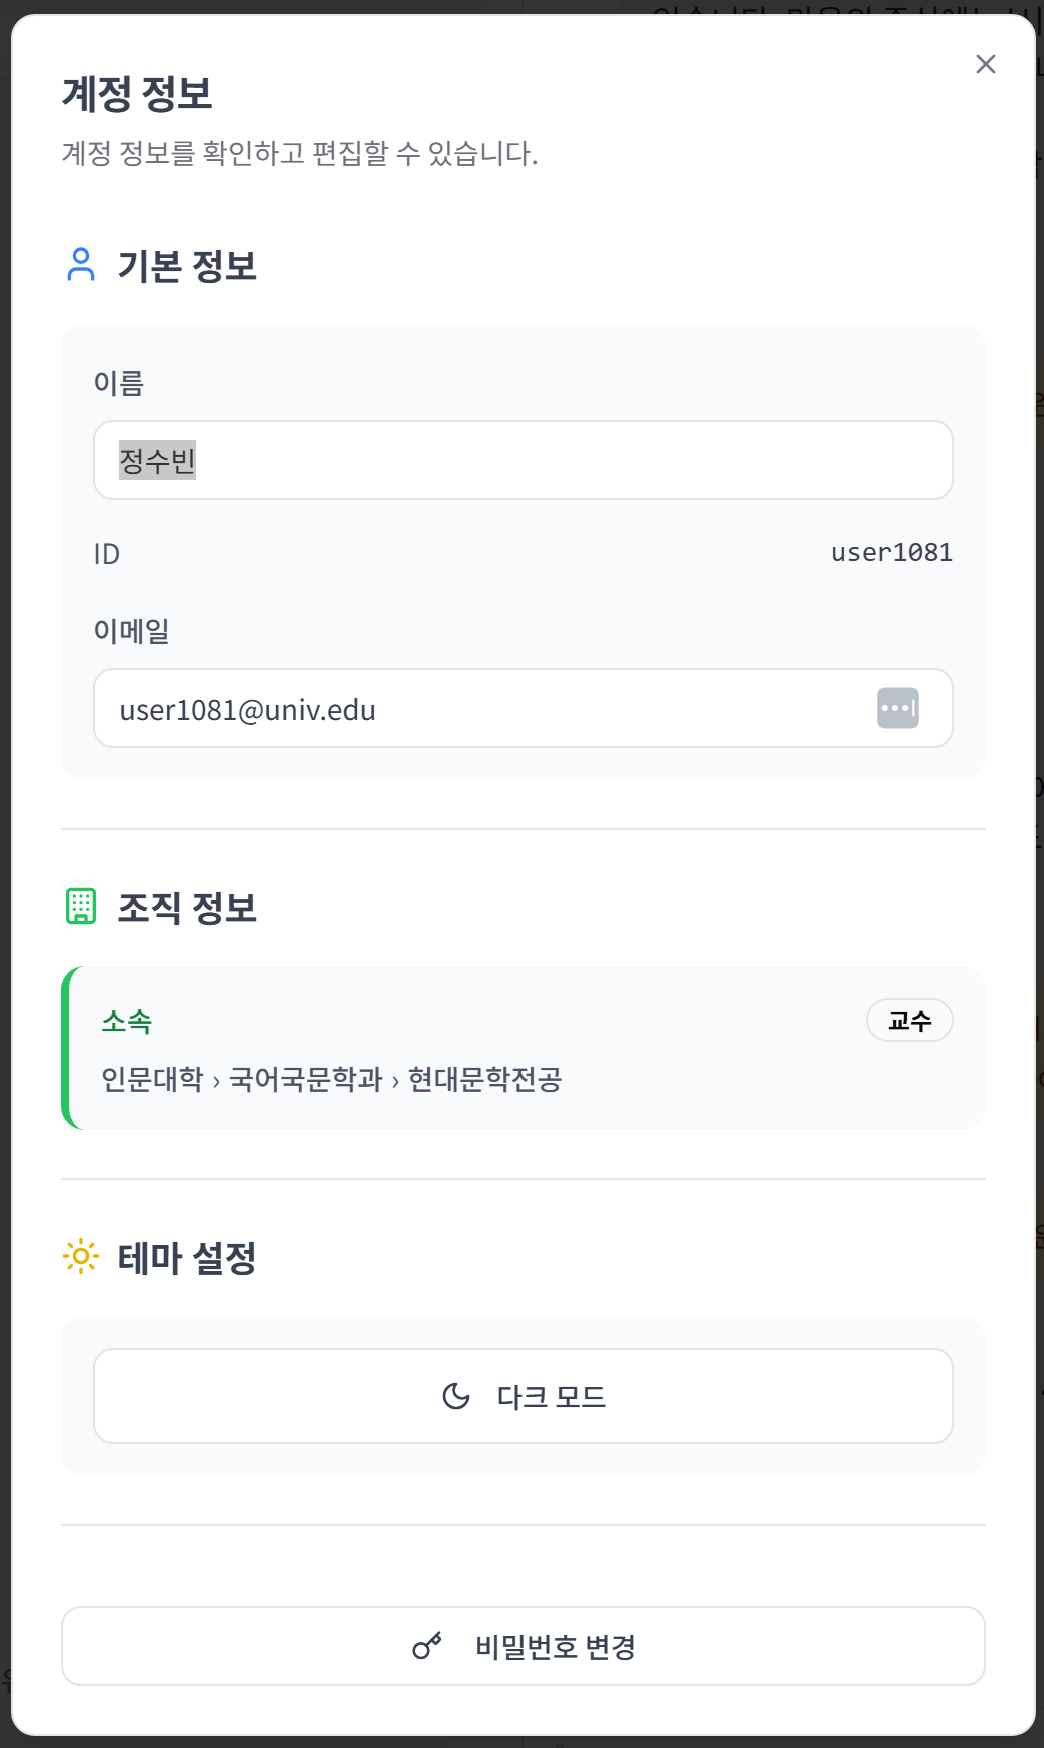 계정 정보
계정 정보를 확인하고 편집할 수 있습니다.
기본 정보
이름
정수빈
ID user1081
이메일
user1081@univ.edu
조직 정보
소속 교수
인문대학 › 국어국문학과 › 현대문학전공
테마 설정
다크 모드
비밀번호 변경